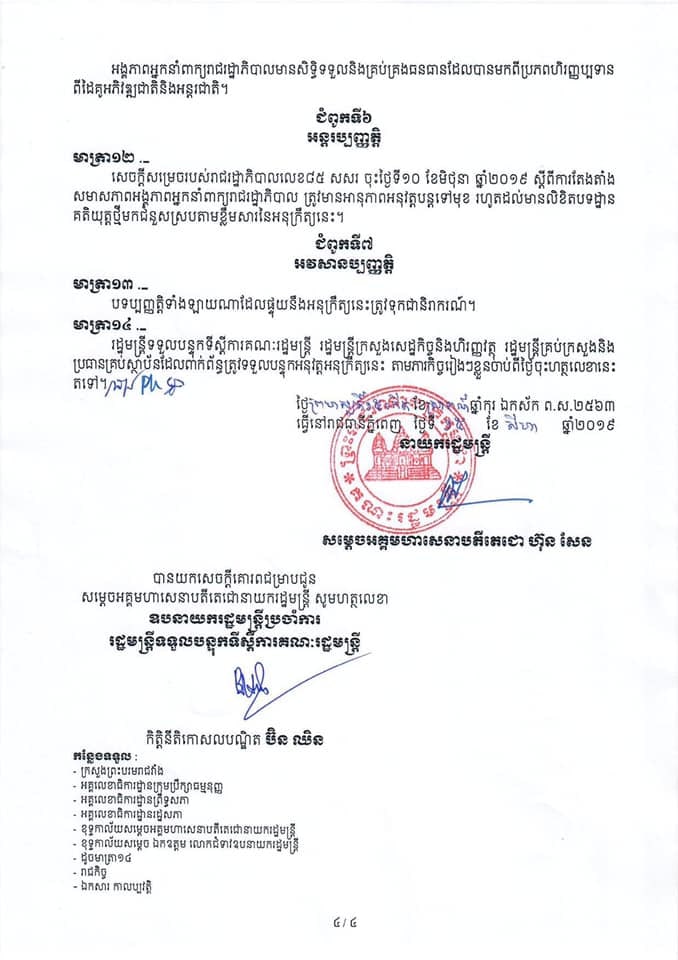 អង្គភាពអ្នកនាំពាក្យរាជរដ្ឋាភិបាលមានសិទ្ធិទទួលនិងគ្រប់គ្រងធនធានដែលបានមកពីប្រភពហិរញ្ញប្បទាន
ពីដៃគូអភិវឌ្ឍជាតិនិងអន្តរជាតិ។
ជំពូកទី៦
អន្តរប្បញ្ញត្តិ
មាត្រា១២ ._
សេចក្តីសម្រេចរបស់រាជរដ្ឋាភិបាលលេខ៨៥ សសរ ចុះថ្ងៃទី១០ ខែមិថុនា ឆ្នាំ២០១៩ ស្តីពីការតែងតាំង
សមាសភាពអង្គភាពអ្នកនាំពាក្យរាជរដ្ឋាភិបាល ត្រូវមានអានុភាពអនុវត្តបន្តទៅមុខ រហូតដល់មានលិខិតបទដ្ឋាន
គតិយុត្តថ្មីមកជំនួសស្របតាមខ្លឹមសារនៃអនុក្រឹត្យនេះ។
ជំពូកទី៧
អវសានប្បញ្ញត្តិ
មាត្រា១៣ ._
បទប្បញ្ញត្តិទាំងឡាយណាដែលផ្ទុយនឹងអនុក្រឹត្យនេះត្រូវទុកជានិរាករណ៍។
មាត្រា១៤ ._
រដ្ឋមន្ត្រីទទួលបន្ទុកទីស្តីការគណៈរដ្ឋមន្ត្រី រដ្ឋមន្ត្រីក្រសួងសេដ្ឋកិច្ចនិងហិរញ្ញវត្ថុ រដ្ឋមន្ត្រីគ្រប់ក្រសួងនិង
ប្រធានគ្រប់ស្ថាប័នដែលពាក់ព័ន្ធត្រូវទទួលបន្ទុកអនុវត្តអនុក្រឹត្យនេះ តាមភារកិច្ចរៀងៗខ្លួនចាប់ពីថ្ងៃចុះហត្ថលេខានេះ
តទៅ។
ថ្ងៃ ខែ ឆ្នាំកុរ ឯកស័ក ព.ស.២៥៦៣
ធ្វើនៅរាជធានីភ្នំពេញ ថ្ងៃទី ១៥ ខែ សីហា ឆ្នាំ២០១៩
នាយករដ្ឋមន្ត្រី
សម្តេចអគ្គមហាសេនាបតីតេជោ ហ៊ុន សែន
បានយកសេចក្តីគោរពជម្រាបជូន
សម្តេចអគ្គមហាសេនាបតីតេជោនាយករដ្ឋមន្ត្រី សូមហត្ថលេខា
ឧបនាយករដ្ឋមន្ត្រីប្រចាំការ
រដ្ឋមន្ត្រីទទួលបន្ទុកទីស្តីការគណៈរដ្ឋមន្ត្រី
កិត្តិនីតិកោសលបណ្ឌិត ប៊ិន ឈិន
កន្លែងទទួល :
- ក្រសួងព្រះបរមរាជវាំង
- អគ្គលេខាធិការដ្ឋានក្រុមប្រឹក្សាធម្មនុញ្ញ
- អគ្គលេខាធិការដ្ឋានព្រឹទ្ធសភា
- អគ្គលេខាធិការដ្ឋានរដ្ឋសភា
- ខុទ្ទកាល័យសម្តេចអគ្គមហាសេនាបតីតេជោនាយករដ្ឋមន្ត្រី
- ខុទ្ទកាល័យសម្តេច ឯកឧត្តម លោកជំទាវឧបនាយករដ្ឋមន្ត្រី
- ដូចមាត្រា១៤
- រាជកិច្ច
- ឯកសារ កាលប្បវត្តិ
៤ / ៤